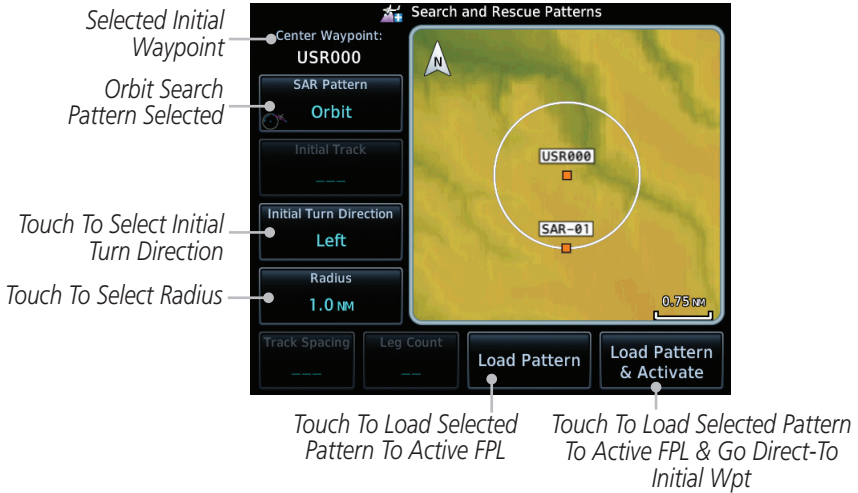 Search and Rescue Patterns
Selected Initial
Waypoint
Center Waypoint:
USR000
Orbit Search
Pattern Selected
SAR Pattern
Orbit
Initial Track
___
Touch To Select Initial
Turn Direction
Initial Turn Direction
Left
Touch To Select Radius
Radius
1.0 NM
N
USR000
SAR-01
0.75 NM
Track Spacing
___
Leg Count
__
Load Pattern
Load Pattern
& Activate
Touch To Load Selected
Pattern To Active FPL
Touch To Load Selected Pattern
To Active FPL & Go Direct-To
Initial Wpt